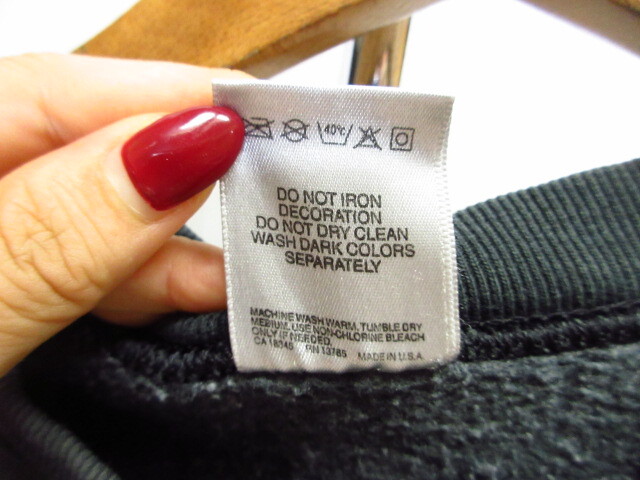 40°C
DO NOT IRON
DECORATION
DO NOT DRY CLEAN
WASH DARK COLORS
SEPARATELY
MACHINE WASH WARM, TUMBLE DRY
MEDIUM, USE NON-CHLORINE BLEACH
ONLY IF NEEDED.
CA 18945 RN 13765 MADE IN U.S.A.